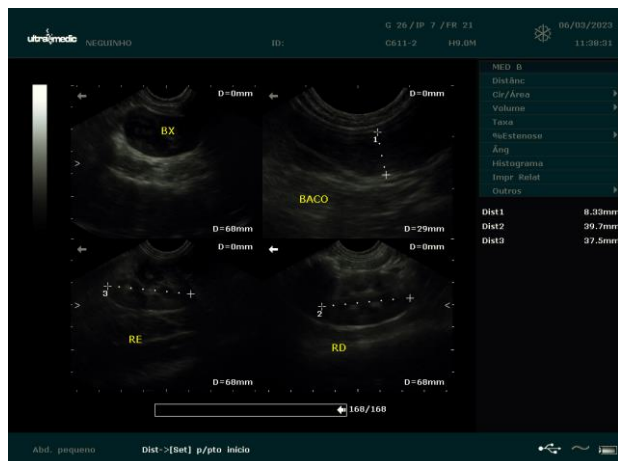 G 26/IP 7 /FR 21
06/03/2023
ultramedic
NEGUINHO
ID:
C611-2
H9.0M
11:30:31
MED B
Distânc
Cir/Área
Volume
Taxa
%Estenose
Âng
Histograma
Impr Relat
Outros
Dist1 8.33mm
Dist2 39.7mm
Dist3 37.5mm
D=0mm
BX
D=68mm
D=0mm
1
BACO
D=29mm
D=0mm
3
RE
D=68mm
D=0mm
2
RD
D=68mm
168/168
Abd. pequeno
Dist->[Set] p/pto início